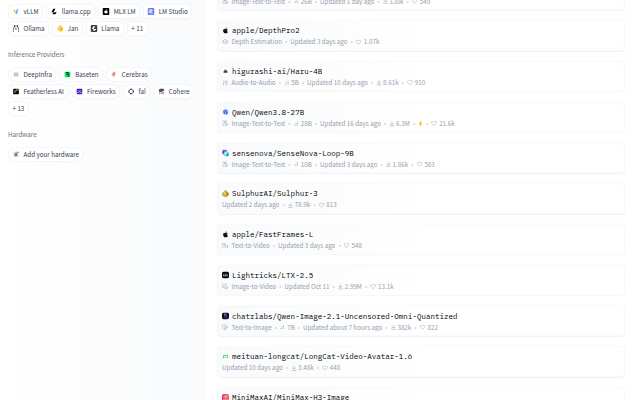 vLLM llama.cpp MLX LM LM Studio
Ollama Jan Llama + 11
Inference Providers
DeepInfra Baseten Cerebras
Featherless AI Fireworks fal Cohere
+ 13
Hardware
Add your hardware
apple/DepthPro2
Depth Estimation • Updated 3 days ago • 1.07k
higurashi-ai/Haru-4B
Audio-to-Audio • 5B • Updated 10 days ago • 8.61k • 910
Qwen/Qwen3.8-27B
Image-Text-to-Text • 28B • Updated 16 days ago • 6.3M • 21.6k
sensenova/SenseNova-Loop-9B
Image-Text-to-Text • 10B • Updated 3 days ago • 1.86k • 503
SulphurAI/Sulphur-3
Updated 2 days ago • 78.9k • 813
apple/FastFrames-L
Text-to-Video • Updated 3 days ago • 548
Lightricks/LTX-2.5
Image-to-Video • Updated Oct 11 • 2.99M • 13.1k
chatzlabs/Qwen-Image-2.1-Uncensored-Omni-Quantized
Text-to-Image • 7B • Updated about 7 hours ago • 382k • 822
meituan-longcat/LongCat-Video-Avatar-1.6
Updated 10 days ago • 3.46k • 448
MiniMaxAI/MiniMax-H3-Image